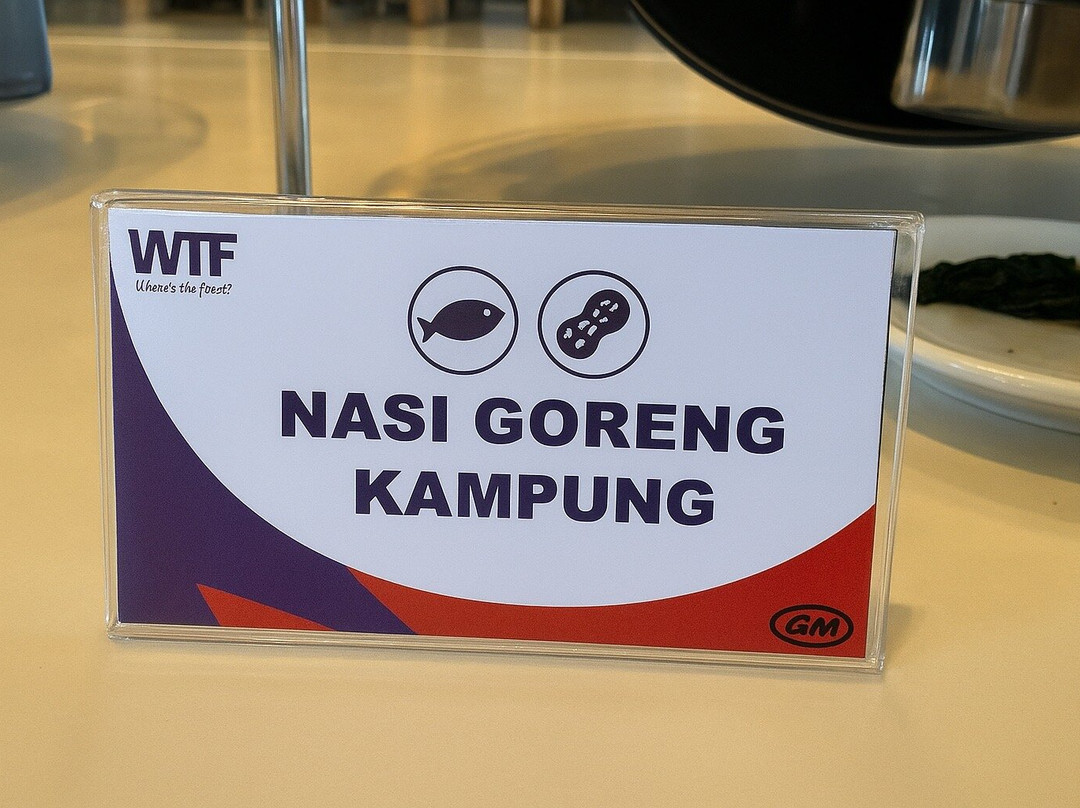 WTF
Where's the foest?
NASI GORENG
KAMPUNG
GM